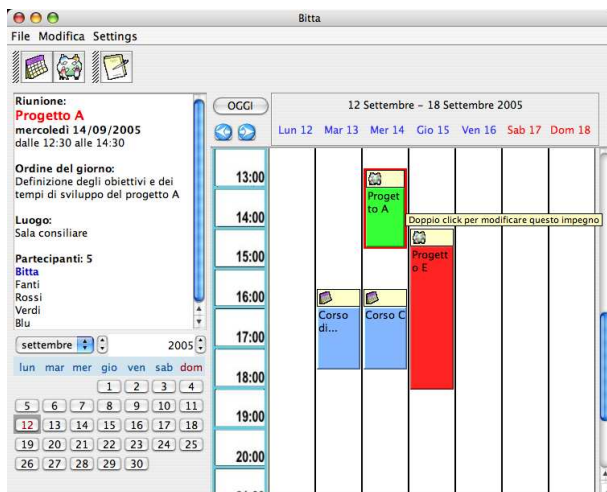 Bitta
File Modifica Settings
Riunione:
Progetto A
mercoledì 14/09/2005
dalle 12:30 alle 14:30
Ordine del giorno:
Definizione degli obiettivi e dei
tempi di sviluppo del progetto A
Luogo:
Sala consiliare
Partecipanti: 5
Bitta
Fanti
Rossi
Verdi
Blu
settembre 2005
lun mar mer gio ven sab dom
1 2 3 4
5 6 7 8 9 10 11
12 13 14 15 16 17 18
19 20 21 22 23 24 25
26 27 28 29 30
OGGI
12 Settembre - 18 Settembre 2005
Lun 12 Mar 13 Mer 14 Gio 15 Ven 16 Sab 17 Dom 18
13:00
14:00
15:00
16:00
17:00
18:00
19:00
20:00
Proget
to A
Doppio click per modificare questo impegno
Progett
o E
Corso
di...
Corso C